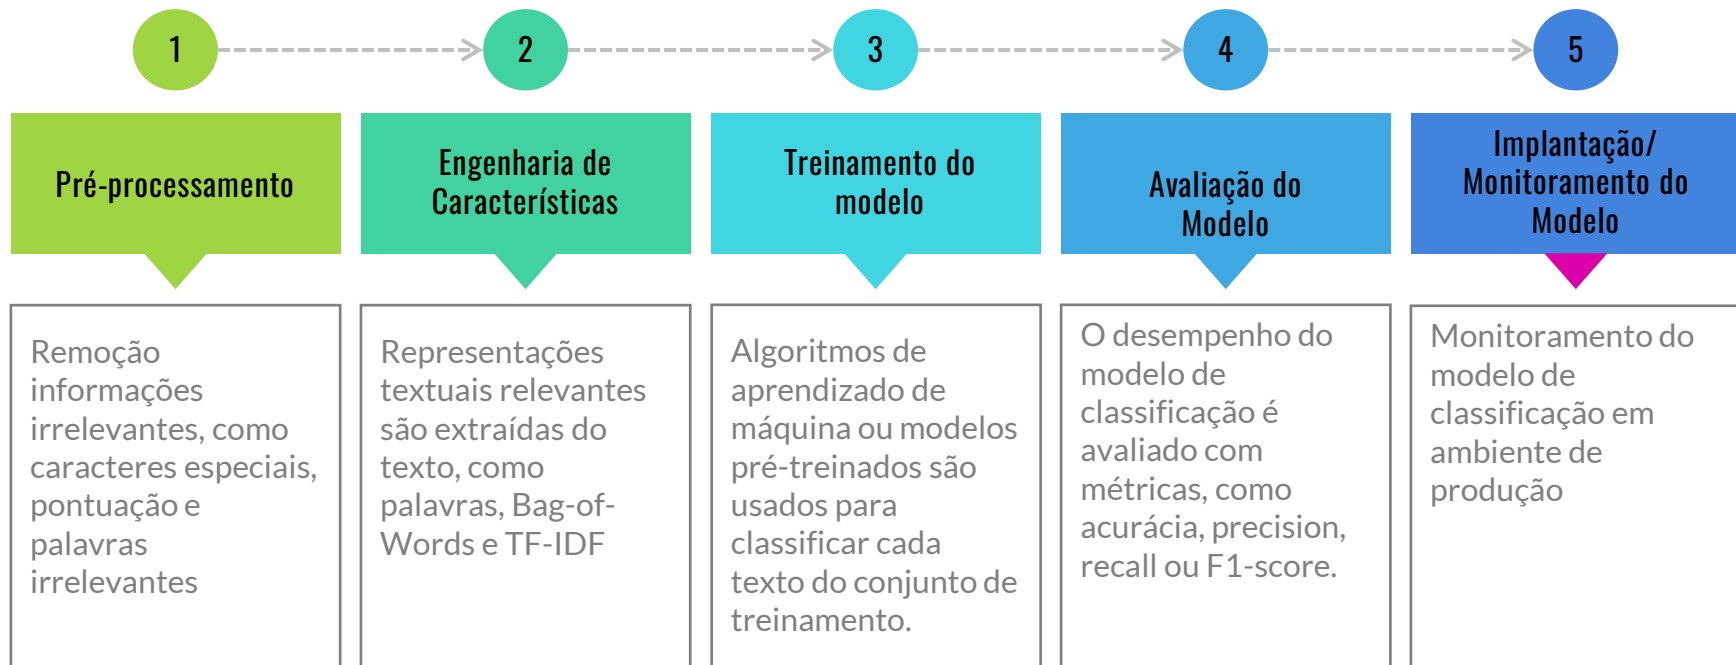 1
2
3
4
5
Pré-processamento
Engenharia de
Características
Treinamento do
modelo
Avaliação do
Modelo
Implantação/
Monitoramento do
Modelo
Remoção
informações
irrelevantes, como
caracteres especiais,
pontuação e
palavras
irrelevantes
Representações
textuais relevantes
são extraídas do
texto, como
palavras, Bag-of-
Words e TF-IDF
Algoritmos de
aprendizado de
máquina ou modelos
pré-treinados são
usados para
classificar cada
texto do conjunto de
treinamento.
O desempenho do
modelo de
classificação é
avaliado com
métricas, como
acurácia, precision,
recall ou F1-score.
Monitoramento do
modelo de
classificação em
ambiente de
produção